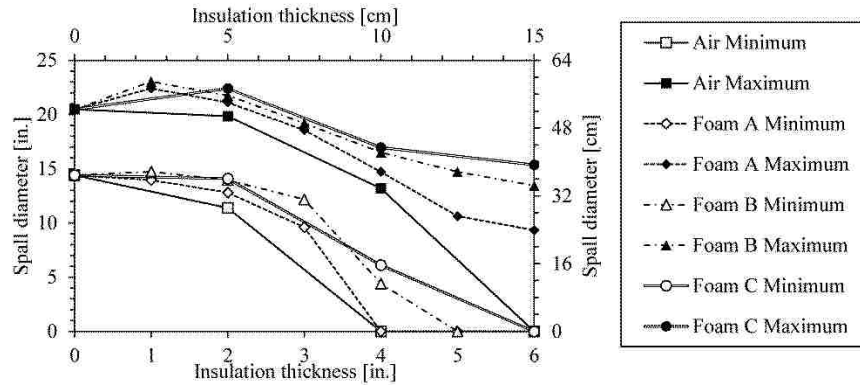 Insulation thickness [cm]
0 5 10 15
25 64
20 48
15 32
10 16
5
0 0
Spall diameter [in.]
Spall diameter [cm]
0 1 2 3 4 5 6
Insulation thickness [in.]
Air Minimum
Air Maximum
Foam A Minimum
Foam A Maximum
Foam B Minimum
Foam B Maximum
Foam C Minimum
Foam C Maximum